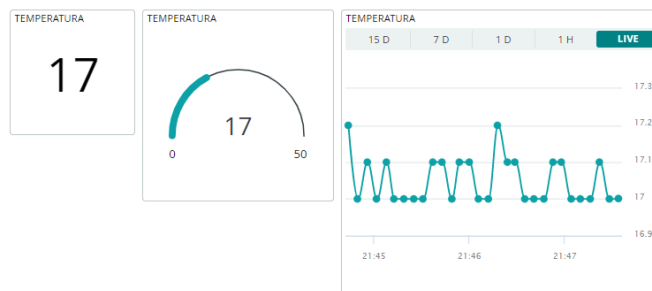 TEMPERATURA
17
TEMPERATURA
17
0 50
TEMPERATURA
15 D 7 D 1 D 1 H LIVE
17.3
17.2
17.1
17
16.9
21:45 21:46 21:47